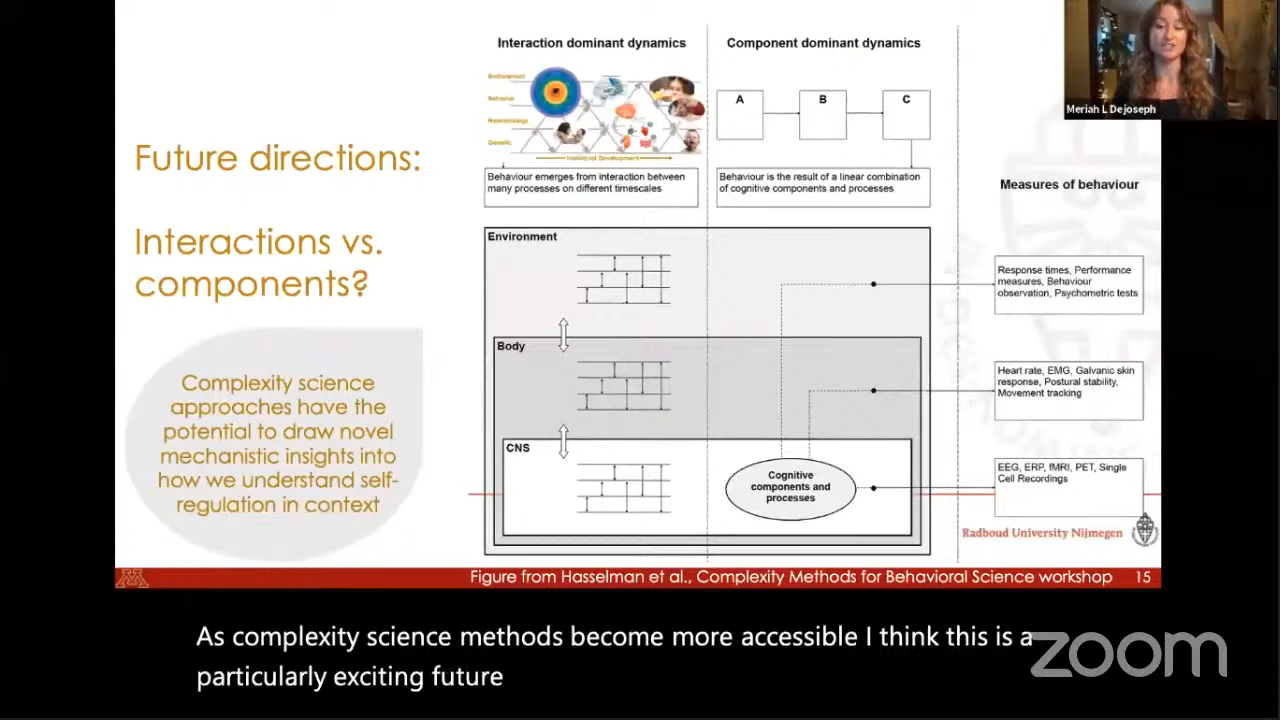 Future directions:
Interactions vs.
components?
Complexity science
approaches have the
potential to draw novel
mechanistic insights into
how we understand self-
regulation in context
Interaction dominant dynamics
Environment
Behavior
Neurobiology
Genetic
Individual Development
Behaviour emerges from interaction between
many processes on different timescales
Component dominant dynamics
A
B
C
Behaviour is the result of a linear combination
of cognitive components and processes
Measures of behaviour
Environment
Body
CNS
Cognitive
components and
processes
Response times, Performance
measures, Behaviour
observation, Psychometric tests
Heart rate, EMG, Galvanic skin
response, Postural stability,
Movement tracking
EEG, ERP, fMRI, PET, Single
Cell Recordings
Radboud University Nijmegen
Figure from Hasselman et al., Complexity Methods for Behavioral Science workshop 15
Meriah L Dejoseph
As complexity science methods become more accessible I think this is a
particularly exciting future
zoom